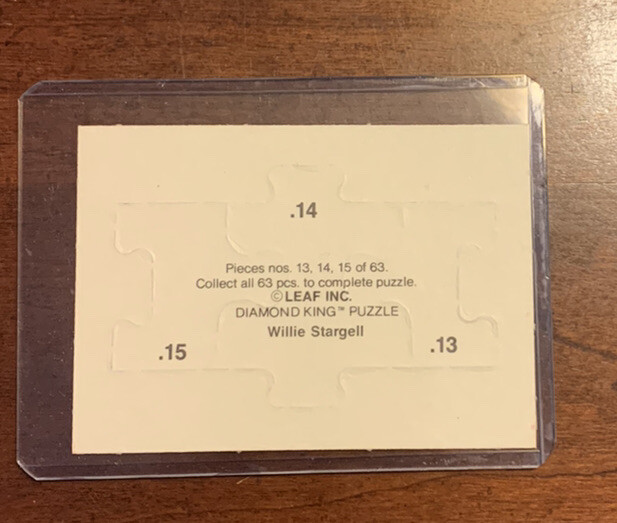 .14
Pieces nos. 13, 14, 15 of 63.
Collect all 63 pcs. to complete puzzle.
©LEAF INC.
DIAMOND KING™ PUZZLE
Willie Stargell
.15
.13